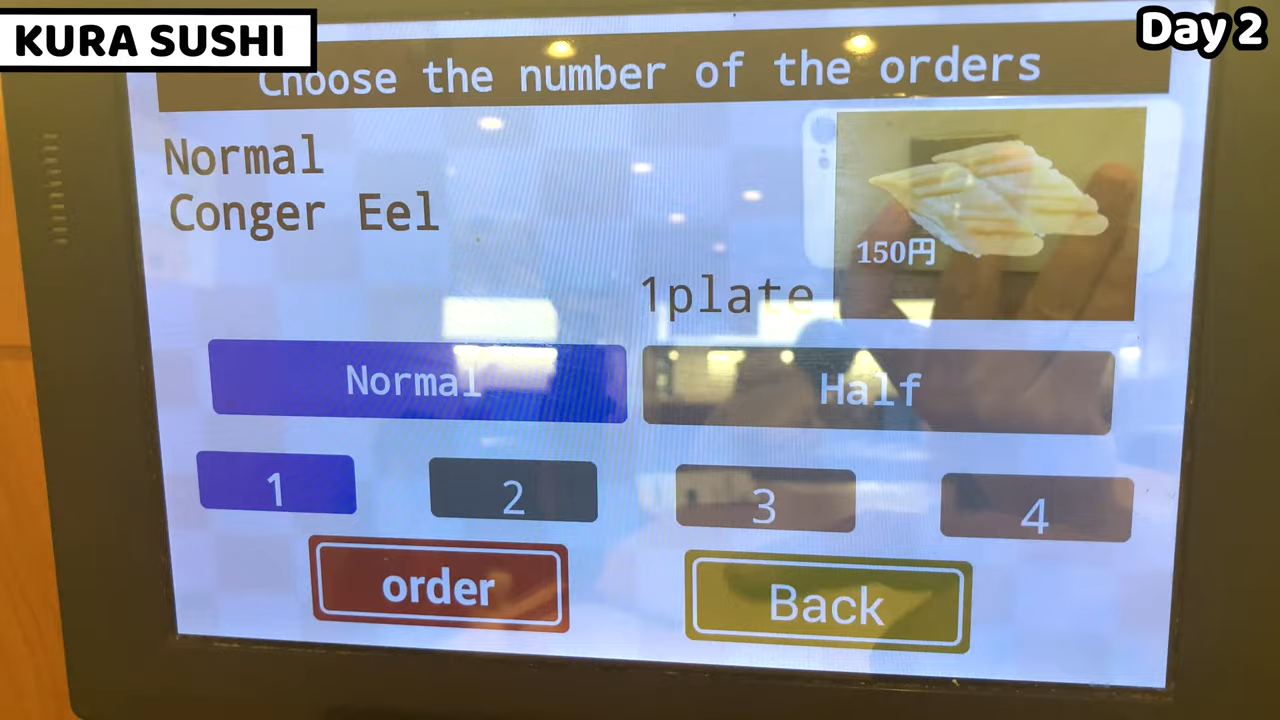 KURA SUSHI
Day 2
Choose the number of the orders
Normal
Conger Eel
150円
1plate
Normal
Half
1
2
3
4
order
Back